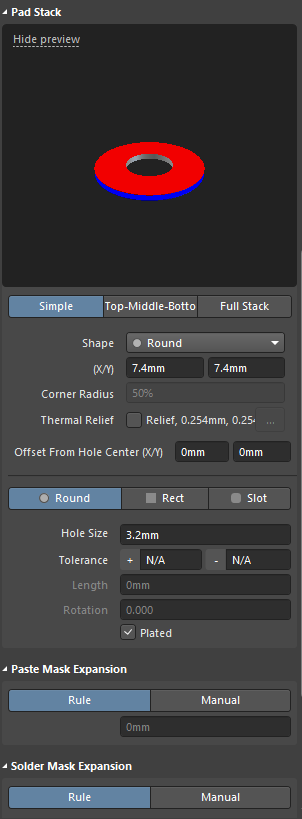 Pad Stack
Hide preview
Simple Top-Middle-Botto Full Stack
Shape Round
(X/Y) 7.4mm 7.4mm
Corner Radius 50%
Thermal Relief Relief, 0.254mm, 0.25 ...
Offset From Hole Center (X/Y) 0mm 0mm
Round Rect Slot
Hole Size 3.2mm
Tolerance + N/A - N/A
Length 0mm
Rotation 0.000
Plated
Paste Mask Expansion
Rule Manual
0mm
Solder Mask Expansion
Rule Manual